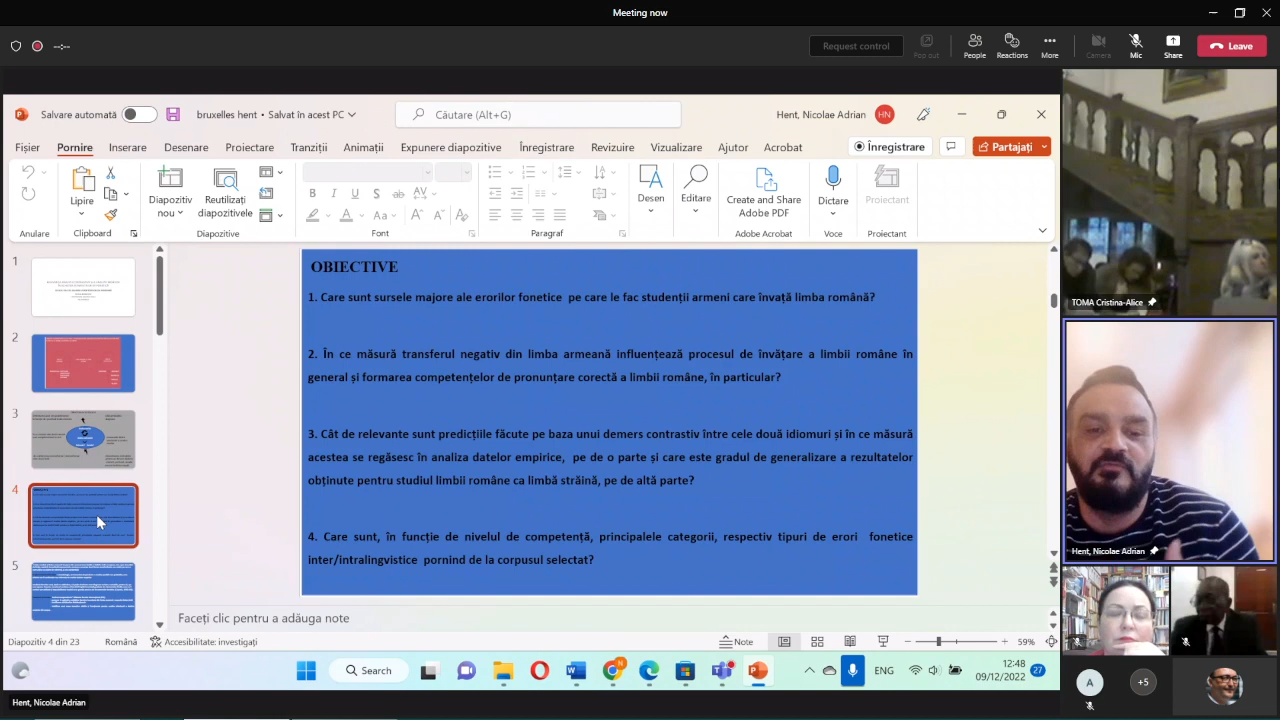 Meeting now
Request control
Pop out
People
Reactions
More
Camera
Mic
Share
Leave
Salvare automată
bruxelles hent • Salvat în acest PC
Căutare (Alt+G)
Hent, Nicolae Adrian
HN
Fișier
Pornire
Inserare
Desenare
Proiectare
Tranziții
Animații
Expunere diapozitive
Înregistrare
Revizuire
Vizualizare
Ajutor
Acrobat
Înregistrare
Partajați
Lipire
Diapozitiv nou
Reutilizați diapozitivele
Desen
Editare
Create and Share Adobe PDF
Dictare
Proiectant
Anulare
Clipboard
Diapozitive
Font
Paragraf
Adobe Acrobat
Voce
Proiectant
1
2
3
4
5
OBIECTIVE
1. Care sunt sursele majore ale erorilor fonetice pe care le fac studenții armeni care învață limba română?
2. În ce măsură transferul negativ din limba armeană influențează procesul de învățare a limbii române în
general și formarea competențelor de pronunțare corectă a limbii române, în particular?
3. Cât de relevante sunt predicțiile făcute pe baza unui demers contrastiv între cele două idiomuri și în ce măsură
acestea se regăsesc în analiza datelor empirice, pe de o parte și care este gradul de generalizare a rezultatelor
obținute pentru studiul limbii române ca limbă străină, pe de altă parte?
4. Care sunt, în funcție de nivelul de competență, principalele categorii, respectiv tipuri de erori fonetice
inter/intralingvistice pornind de la corpusul selectat?
Faceți clic pentru a adăuga note
Diapozitiv 4 din 23
Română
Accesibilitate: investigați
Note
59%
Search
ENG
12:48
09/12/2022
27
Hent, Nicolae Adrian
TOMA Cristina-Alice
Hent, Nicolae Adrian
A
+5